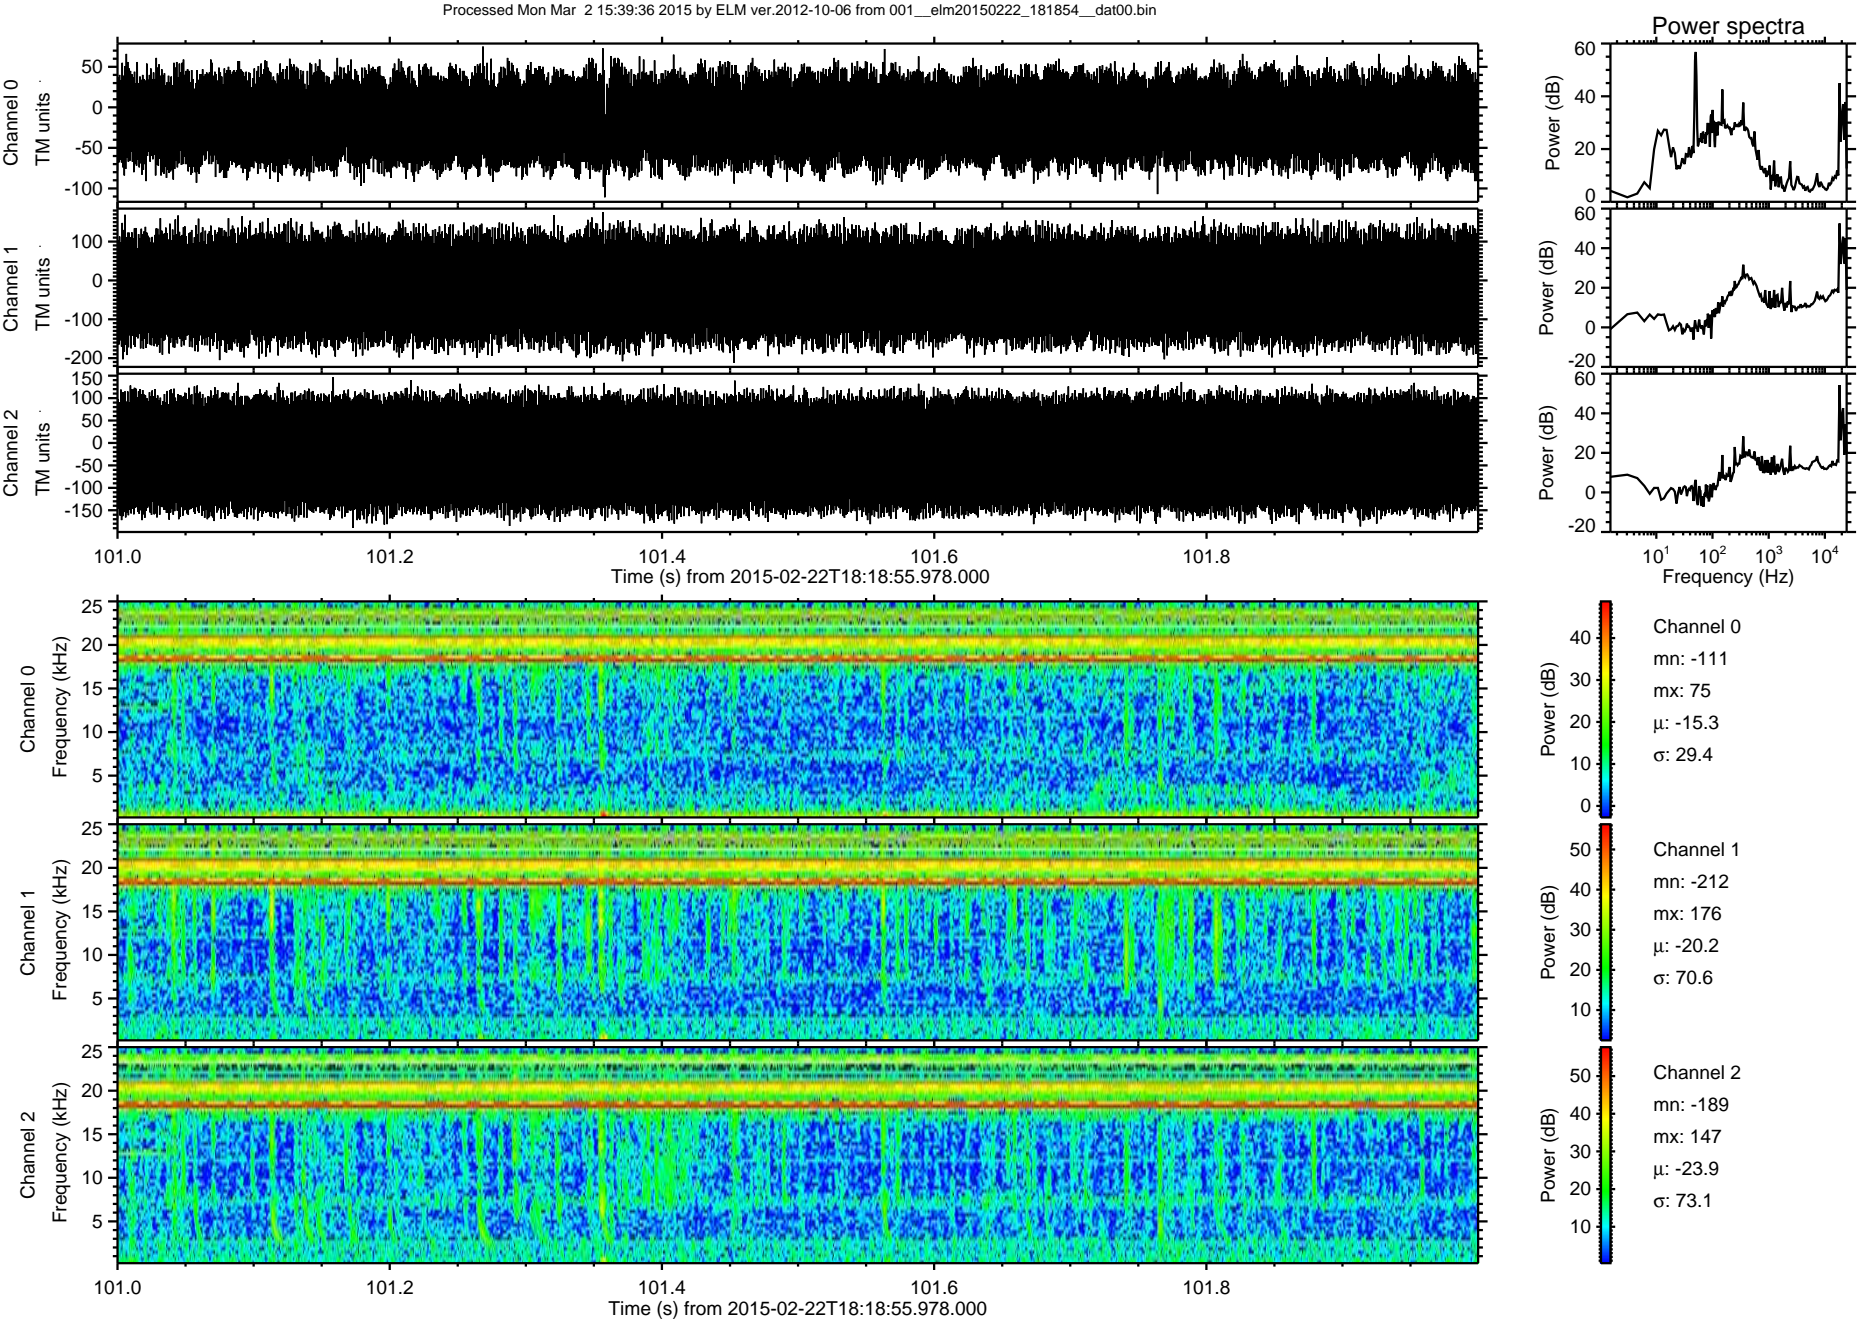 Processed Mon Mar  2 15:39:36 2015 by ELM ver.2012-10-06 from 001__elm20150222_181854__dat00.bin
Power spectra
Channel 0
TM units
50
0
-50
-100
Power (dB)
60
40
20
0
Channel 1
TM units
100
0
-100
-200
Power (dB)
60
40
20
0
-20
Channel 2
TM units
150
100
50
0
-50
-100
-150
Power (dB)
60
40
20
0
-20
101.0 101.2 101.4 101.6 101.8
Time (s) from 2015-02-22T18:18:55.978.000
10¹ 10² 10³ 10⁴
Frequency (Hz)
Channel 0
Frequency (kHz)
25
20
15
10
5
Power (dB)
40
30
20
10
0
Channel 0
mn: -111
mx: 75
µ: -15.3
σ: 29.4
Channel 1
Frequency (kHz)
25
20
15
10
5
Power (dB)
50
40
30
20
10
Channel 1
mn: -212
mx: 176
µ: -20.2
σ: 70.6
Channel 2
Frequency (kHz)
25
20
15
10
5
Power (dB)
50
40
30
20
10
Channel 2
mn: -189
mx: 147
µ: -23.9
σ: 73.1
101.0 101.2 101.4 101.6 101.8
Time (s) from 2015-02-22T18:18:55.978.000